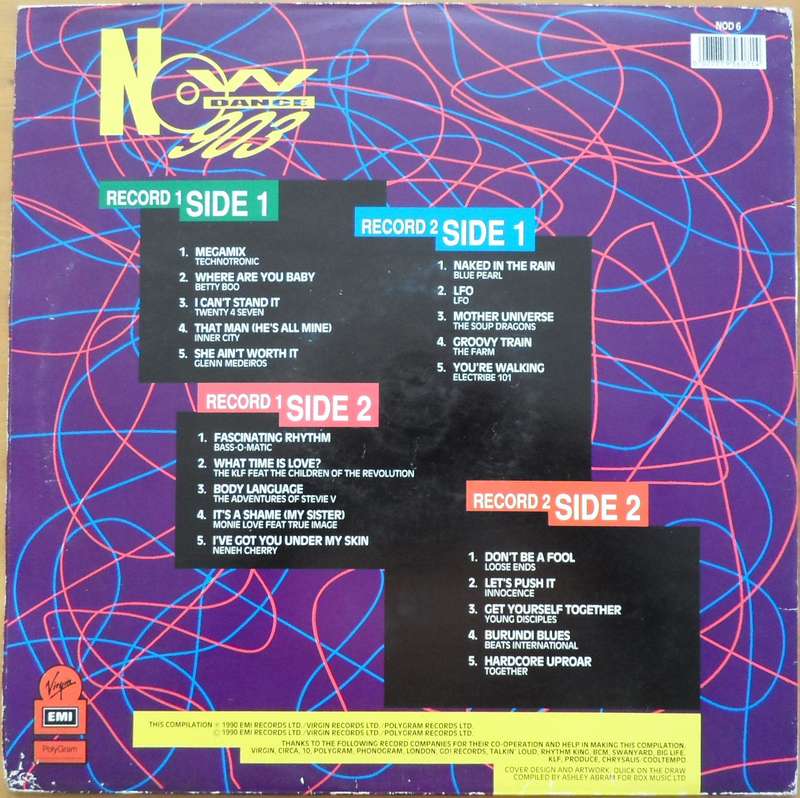 NOW
DANCE
903
NOD 6
RECORD 1 SIDE 1
1. MEGAMIX
TECHNOTRONIC
2. WHERE ARE YOU BABY
BETTY BOO
3. I CAN'T STAND IT
TWENTY 4 SEVEN
4. THAT MAN (HE'S ALL MINE)
INNER CITY
5. SHE AIN'T WORTH IT
GLENN MEDEIROS
RECORD 1 SIDE 2
1. FASCINATING RHYTHM
BASS-O-MATIC
2. WHAT TIME IS LOVE?
THE KLF FEAT THE CHILDREN OF THE REVOLUTION
3. BODY LANGUAGE
THE ADVENTURES OF STEVIE V
4. IT'S A SHAME (MY SISTER)
MONIE LOVE FEAT TRUE IMAGE
5. I'VE GOT YOU UNDER MY SKIN
NENEH CHERRY
RECORD 2 SIDE 1
1. NAKED IN THE RAIN
BLUE PEARL
2. LFO
LFO
3. MOTHER UNIVERSE
THE SOUP DRAGONS
4. GROOVY TRAIN
THE FARM
5. YOU'RE WALKING
ELECTRIBE 101
RECORD 2 SIDE 2
1. DON'T BE A FOOL
LOOSE ENDS
2. LET'S PUSH IT
INNOCENCE
3. GET YOURSELF TOGETHER
YOUNG DISCIPLES
4. BURUNDI BLUES
BEATS INTERNATIONAL
5. HARDCORE UPROAR
TOGETHER
Virgin
EMI
PolyGram
THIS COMPILATION ℗ 1990 EMI RECORDS LTD./VIRGIN RECORDS LTD./POLYGRAM RECORDS LTD.
© 1990 EMI RECORDS LTD./VIRGIN RECORDS LTD./POLYGRAM RECORDS LTD.
THANKS TO THE FOLLOWING RECORD COMPANIES FOR THEIR CO-OPERATION AND HELP IN MAKING THIS COMPILATION.
VIRGIN, CIRCA, 10, POLYGRAM, PHONOGRAM, LONDON, GO! RECORDS, TALKIN' LOUD, RHYTHM KING, BCM, SWANYARD, BIG LIFE,
KLF, PRODUCE, CHRYSALIS/COOLTEMPO
COVER DESIGN AND ARTWORK: QUICK ON THE DRAW
COMPILED BY ASHLEY ABRAM FOR BOX MUSIC LTD